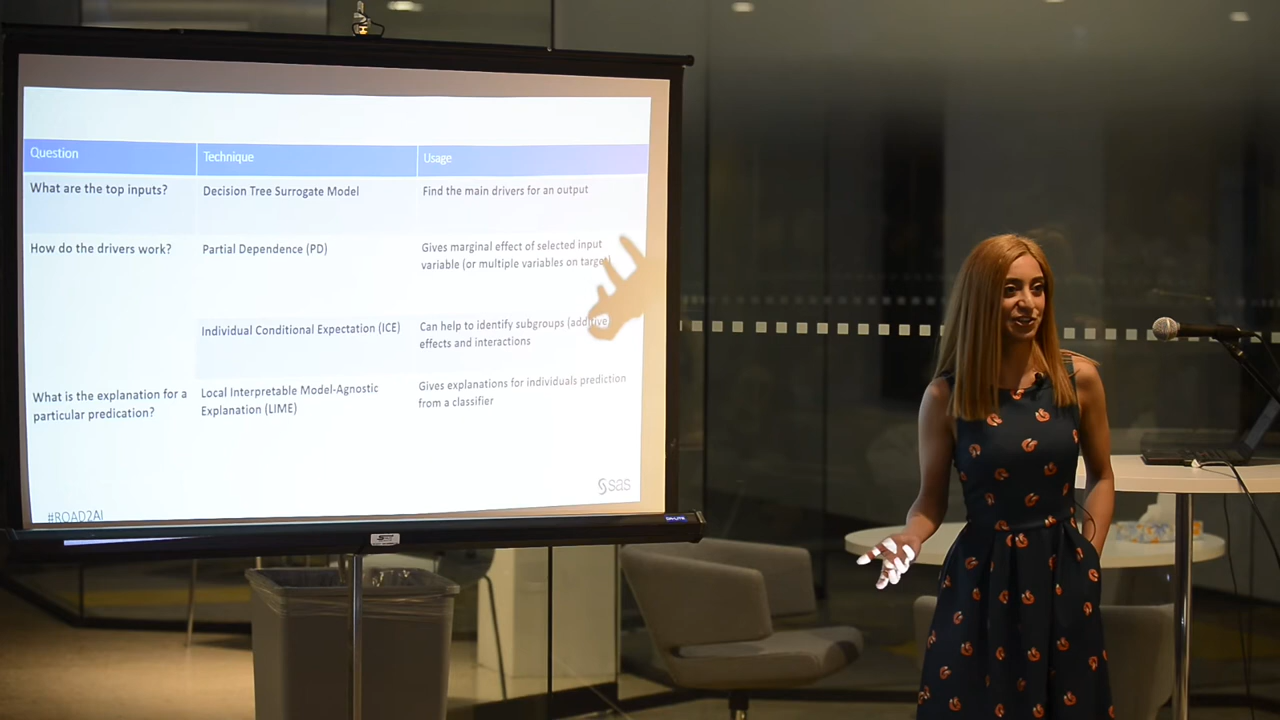 Question Technique Usage
What are the top inputs? Decision Tree Surrogate Model Find the main drivers for an output
How do the drivers work? Partial Dependence (PD) Gives marginal effect of selected input
variable (or multiple variables on target)
Individual Conditional Expectation (ICE) Can help to identify subgroups (additive
effects and interactions
What is the explanation for a
particular predication?
Local Interpretable Model-Agnostic
Explanation (LIME)
Gives explanations for individuals prediction
from a classifier
sas
#ROAD2AI